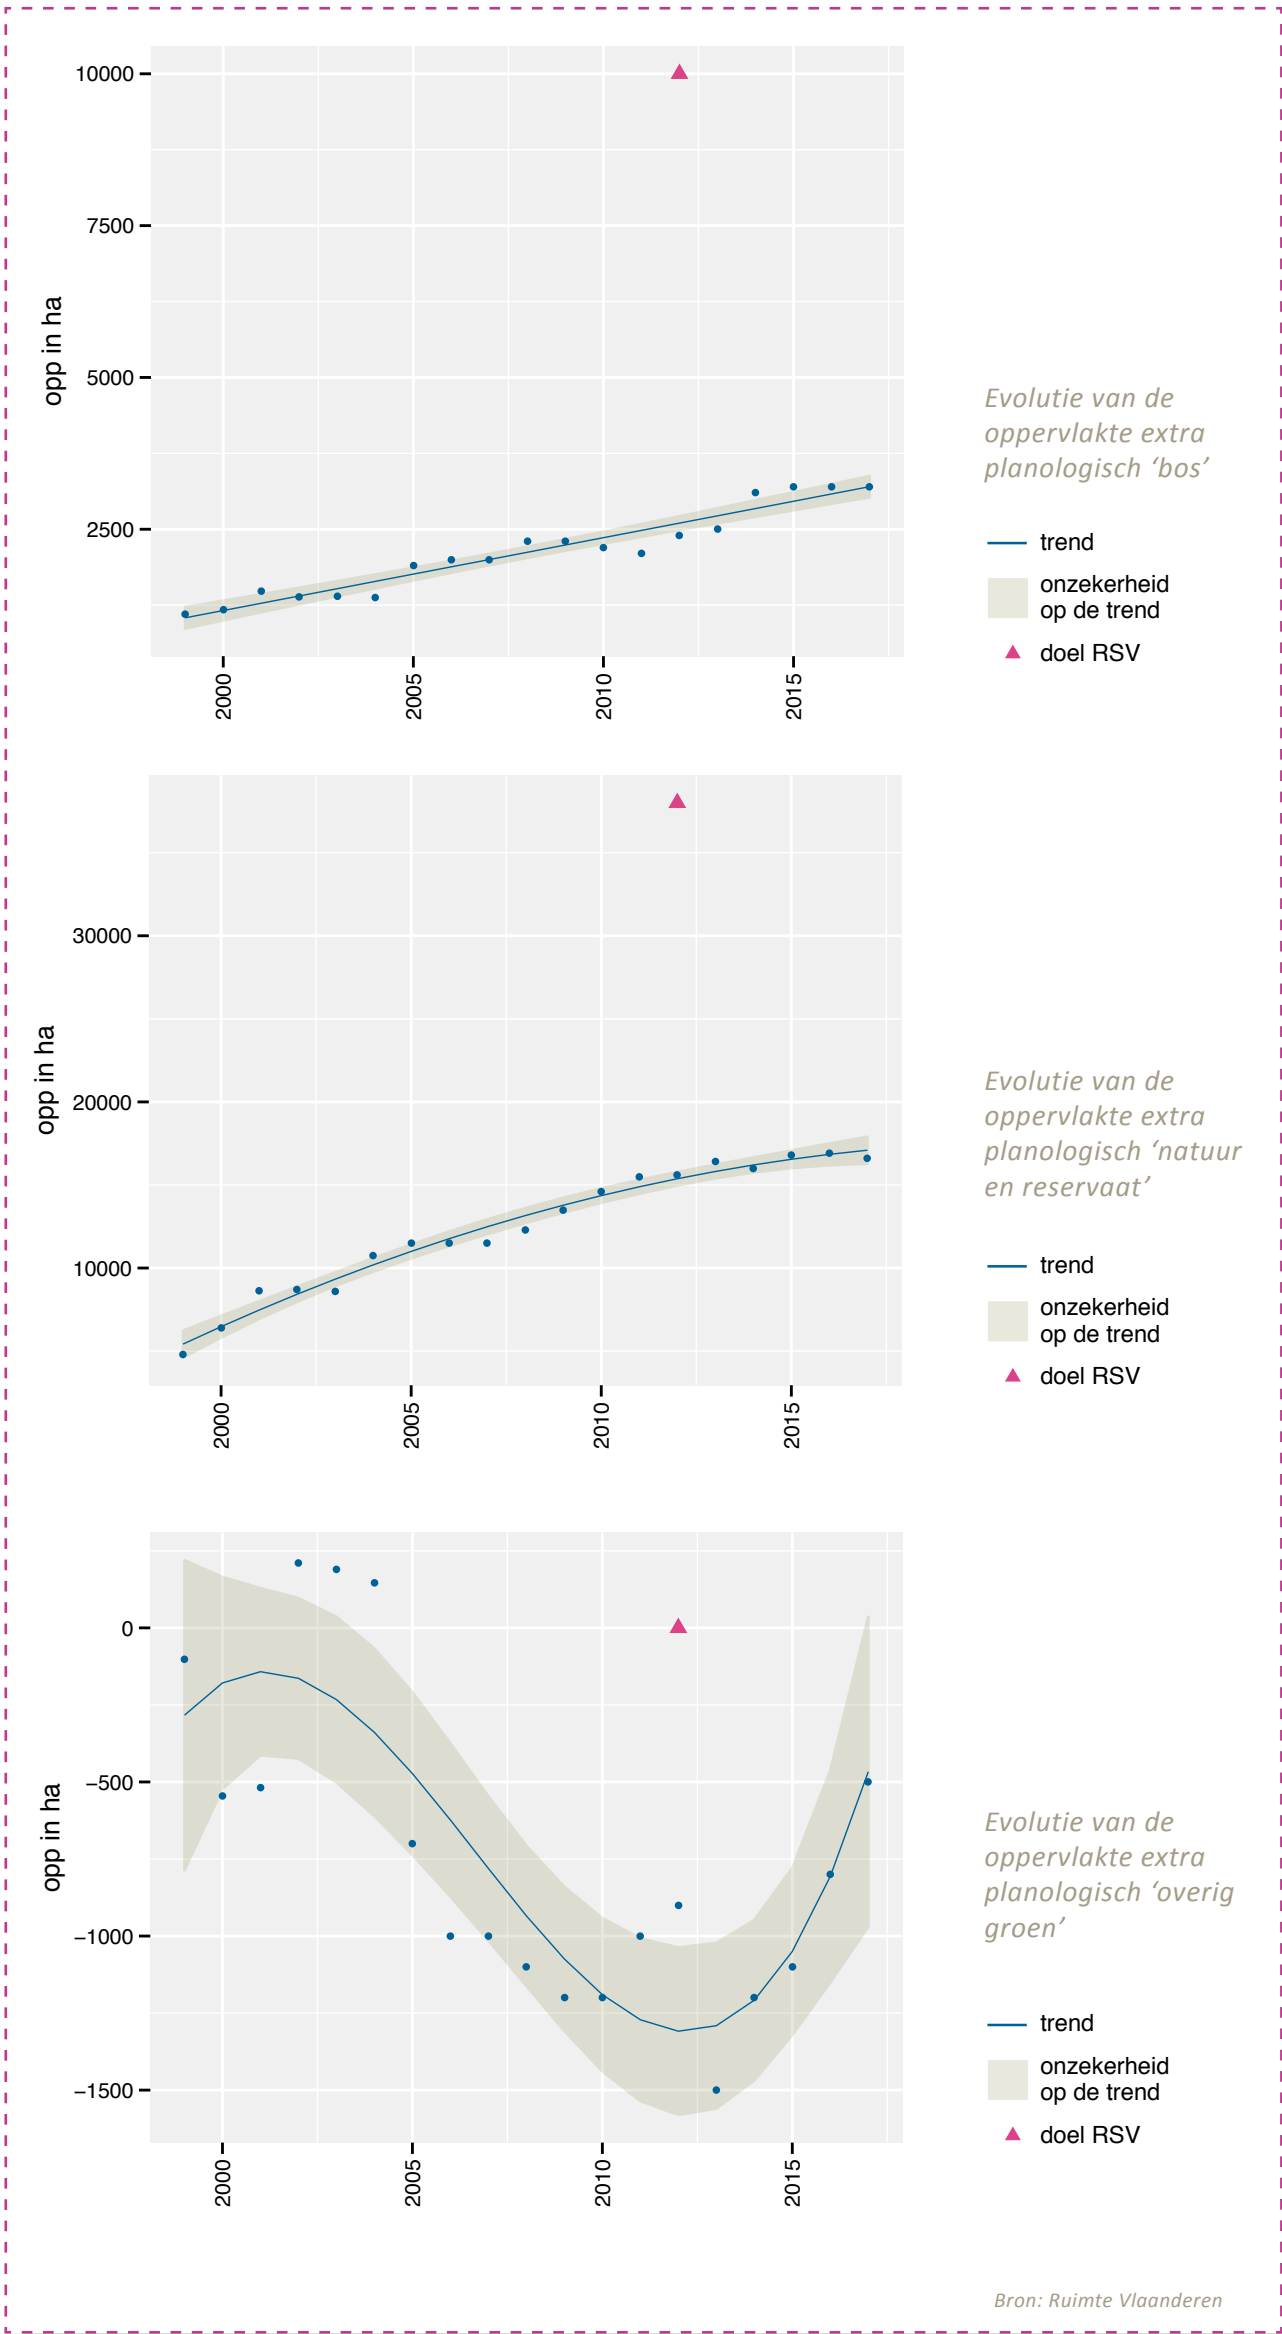 10000
7500
5000
2500
opp in ha
2000
2005
2010
2015
Evolutie van de
oppervlakte extra
planologisch ‘bos’
trend
onzekerheid
op de trend
doel RSV
30000
20000
10000
opp in ha
2000
2005
2010
2015
Evolutie van de
oppervlakte extra
planologisch ‘natuur
en reservaat’
trend
onzekerheid
op de trend
doel RSV
0
−500
−1000
−1500
opp in ha
2000
2005
2010
2015
Evolutie van de
oppervlakte extra
planologisch ‘overig
groen’
trend
onzekerheid
op de trend
doel RSV
Bron: Ruimte Vlaanderen